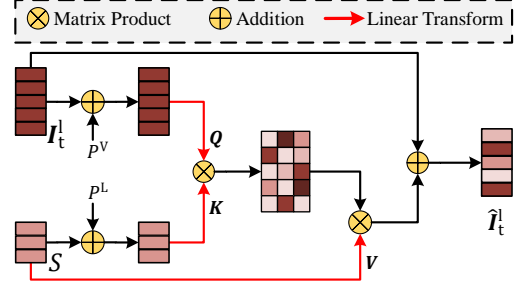 Matrix Product Addition Linear Transform
I_t^l
P^V
Q
P^L
K
S
V
Î_t^l